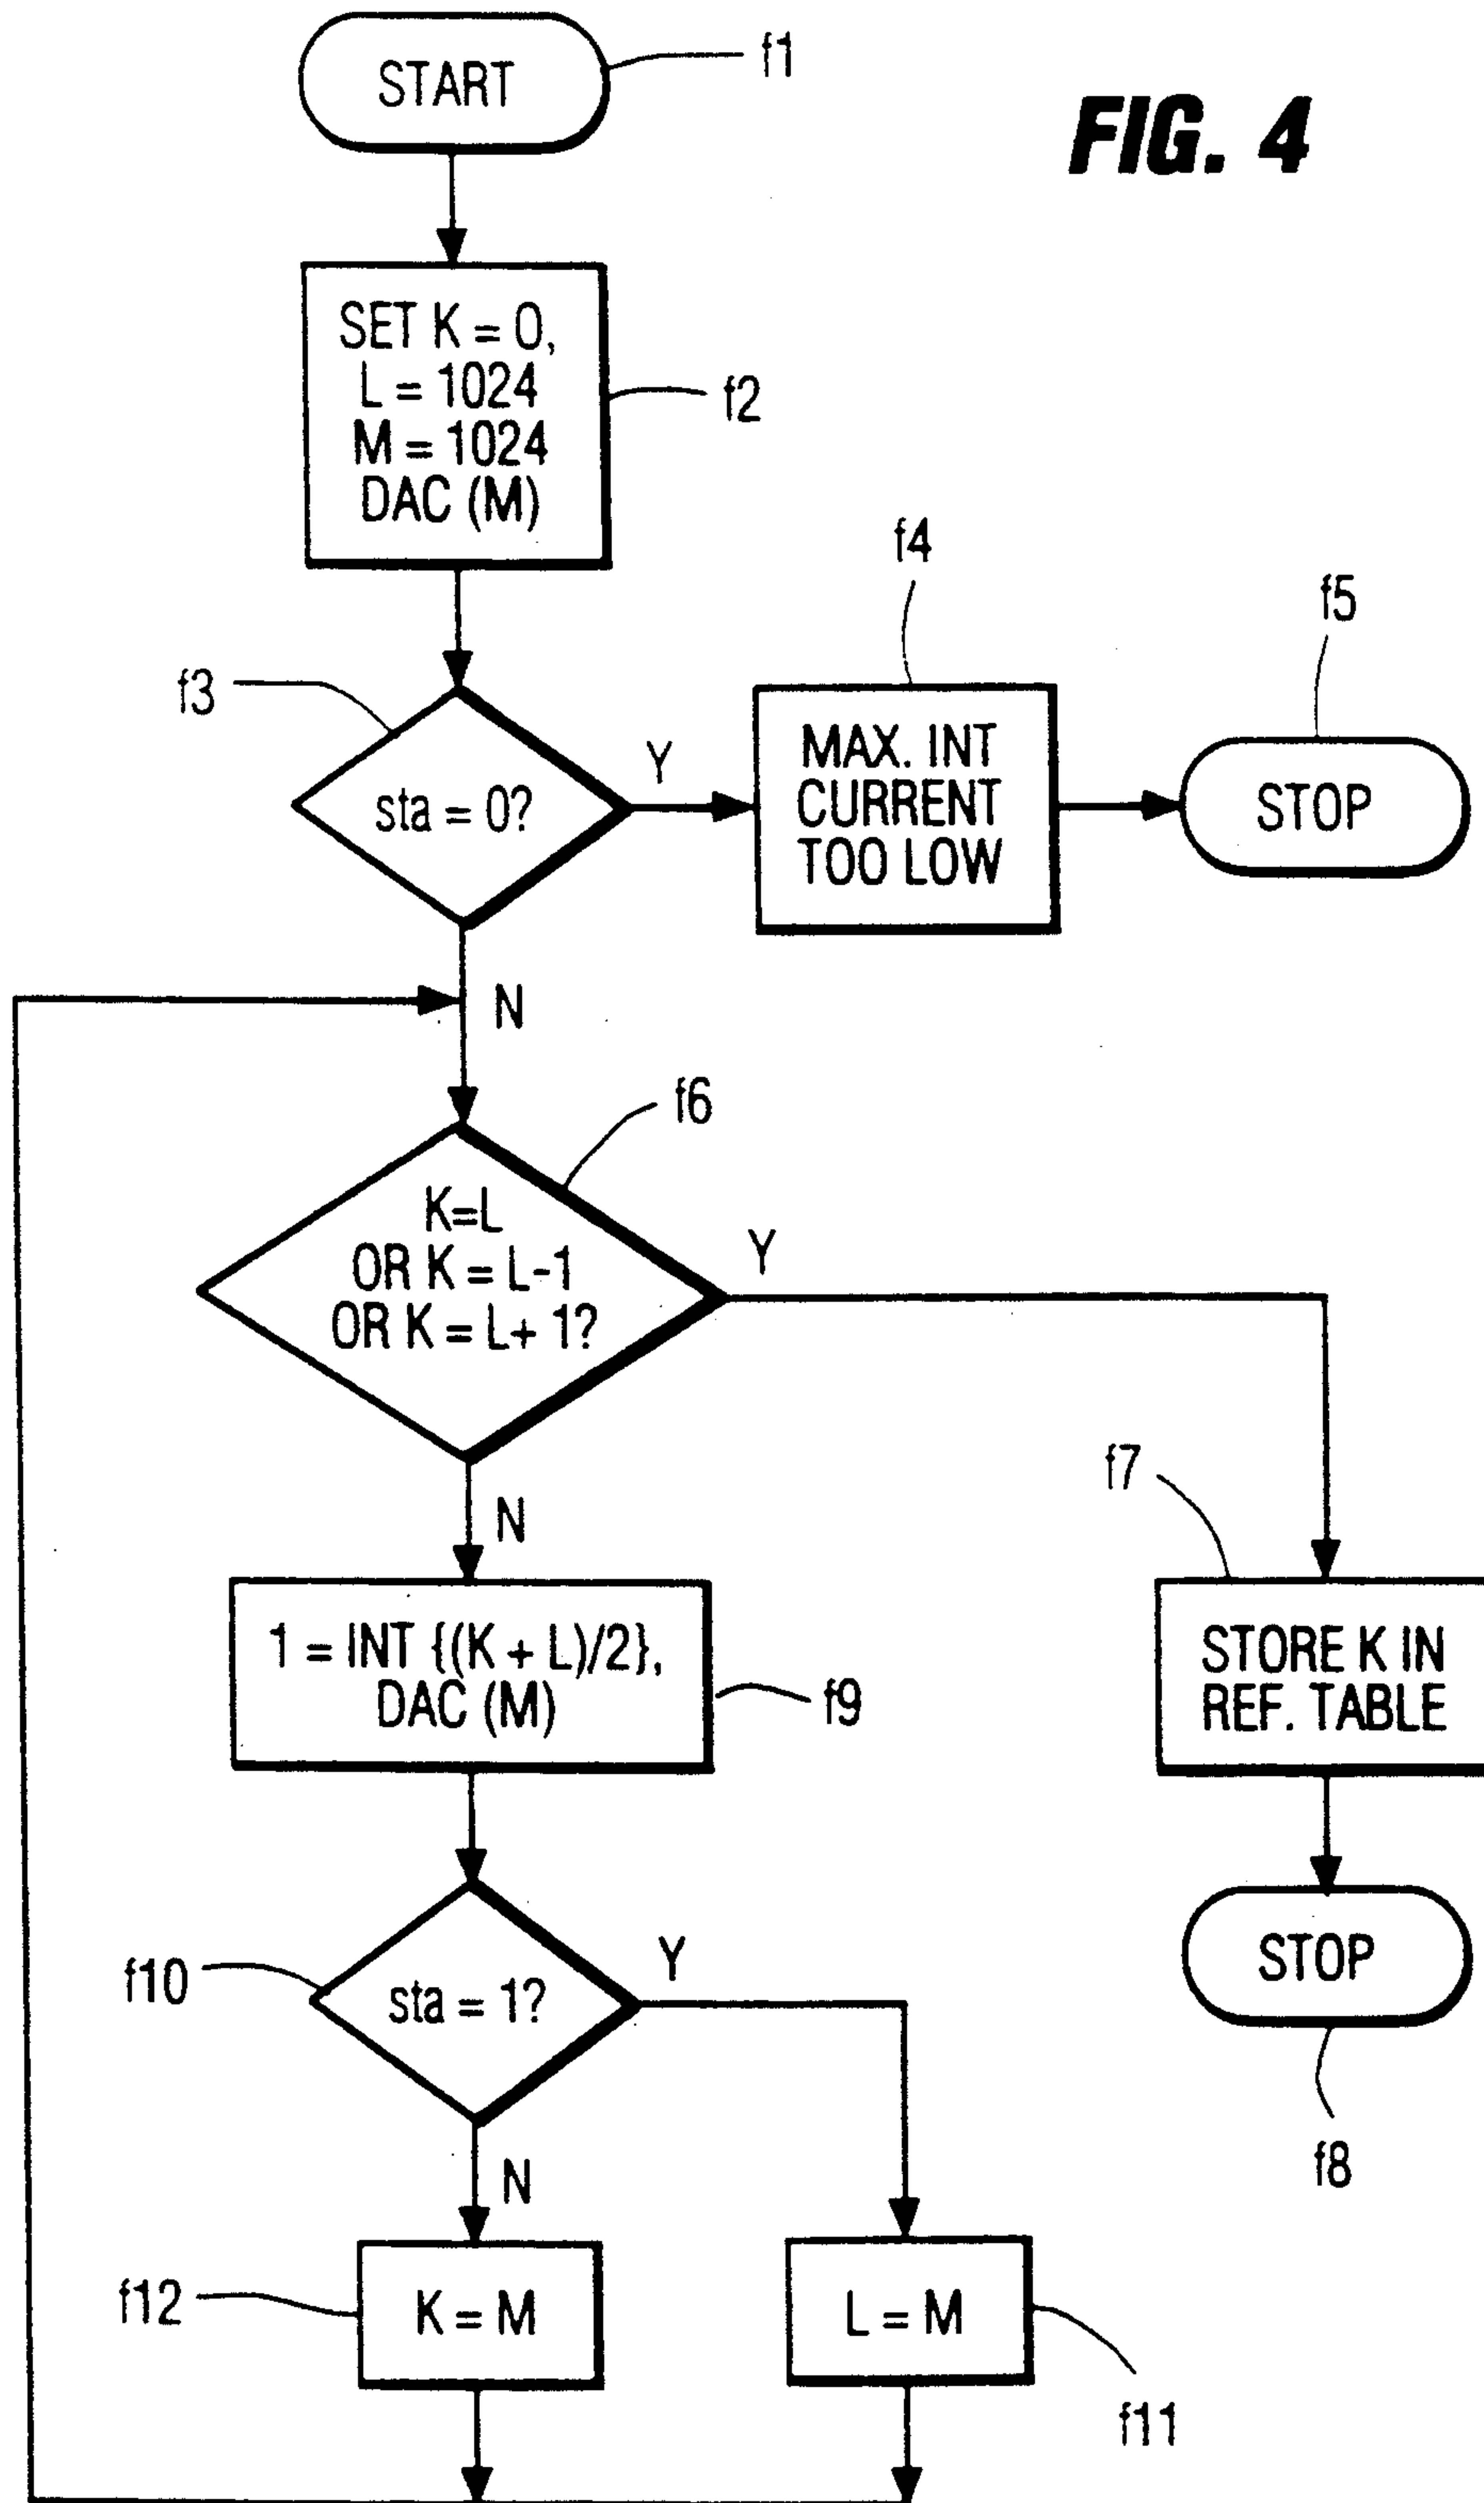 START
f1
FIG. 4
SET K = 0,
L = 1024
M = 1024
DAC (M)
f2
f4
f5
f3
sta = 0?
Y
MAX. INT
CURRENT
TOO LOW
STOP
N
f6
K=L
OR K = L-1
OR K = L+1?
Y
f7
N
1 = INT {(K + L)/2},
DAC (M)
f9
STORE K IN
REF. TABLE
f10
sta = 1?
Y
STOP
N
f8
f12
K = M
L = M
f11